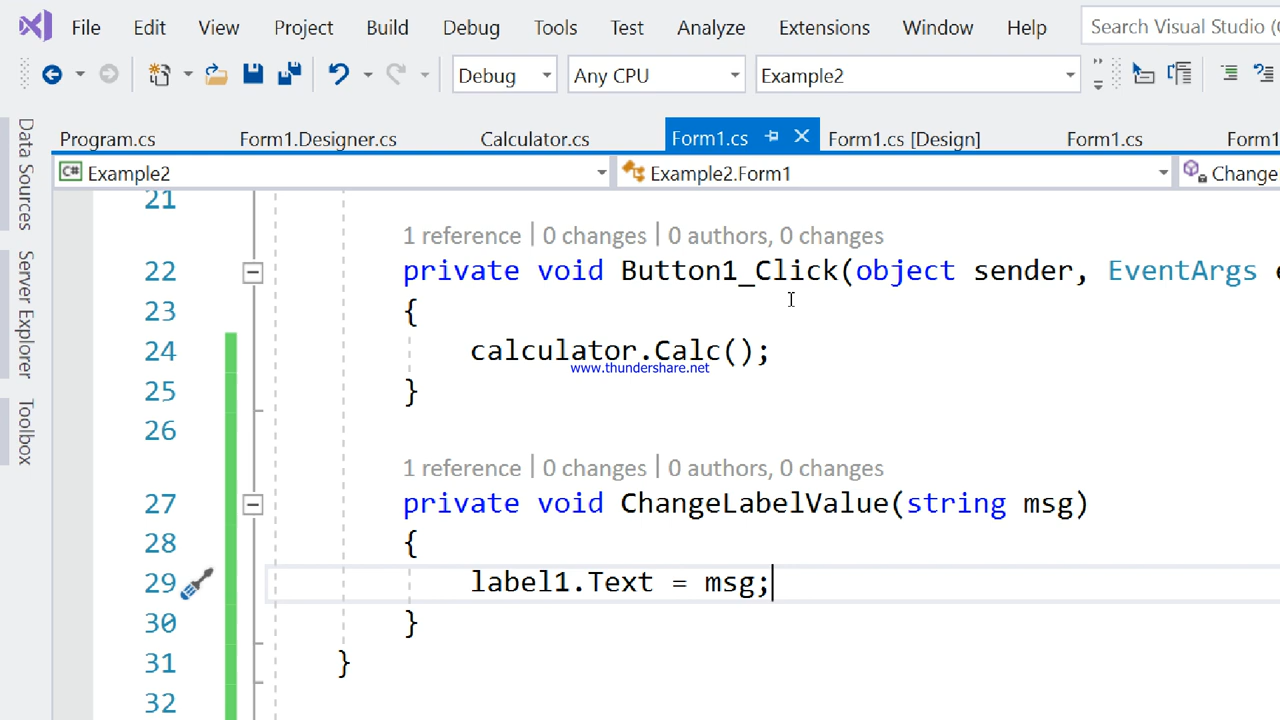 File Edit View Project Build Debug Tools Test Analyze Extensions Window Help Search Visual Studio (
Debug Any CPU Example2
Program.cs Form1.Designer.cs Calculator.cs Form1.cs Form1.cs [Design] Form1.cs Form1
C# Example2 Example2.Form1 Change
Data Sources
Server Explorer
Toolbox
21
1 reference | 0 changes | 0 authors, 0 changes
22 private void Button1_Click(object sender, EventArgs e
23 {
24 calculator.Calc();
www.thundershare.net
25 }
26
1 reference | 0 changes | 0 authors, 0 changes
27 private void ChangeLabelValue(string msg)
28 {
29 label1.Text = msg;
30 }
31 }
32